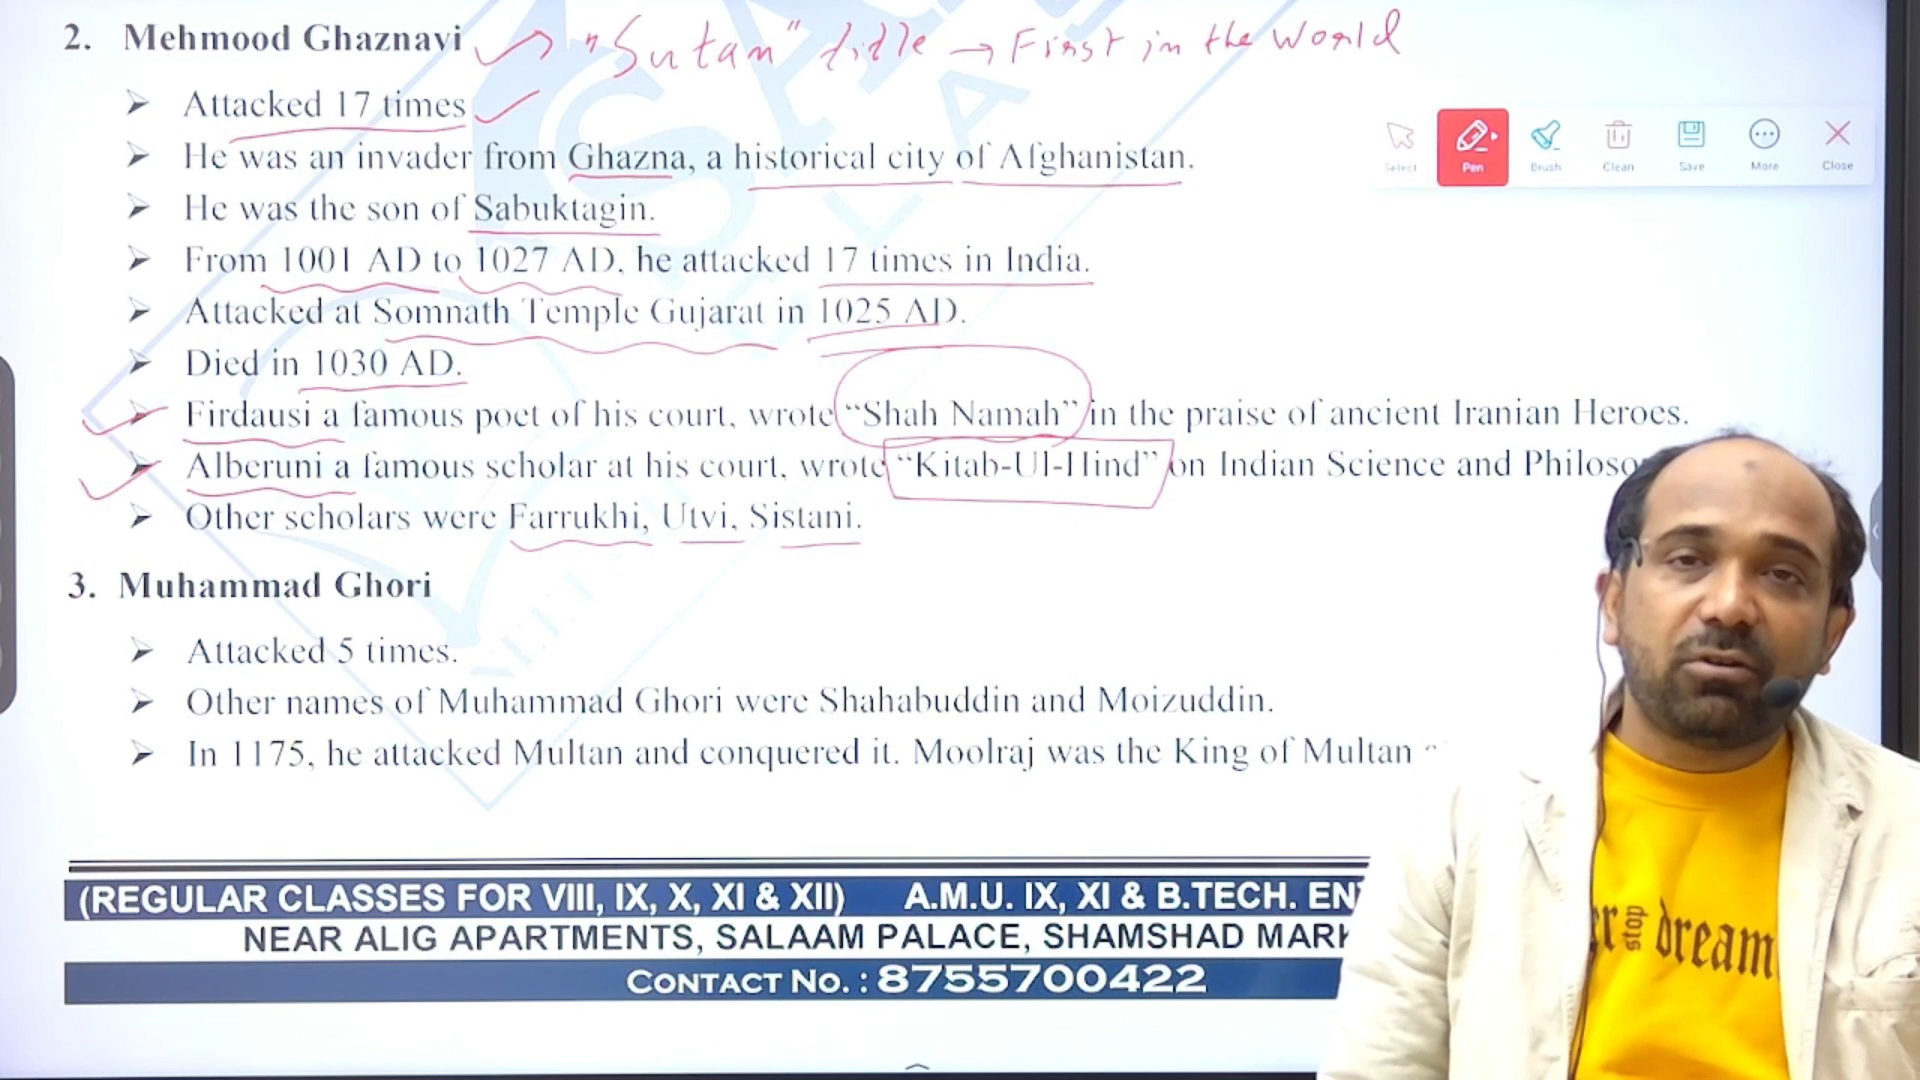 2. Mehmood Ghaznavi "Sutan" title → First in the World
➢ Attacked 17 times
➢ He was an invader from Ghazna, a historical city of Afghanistan.
➢ He was the son of Sabuktagin.
➢ From 1001 AD to 1027 AD, he attacked 17 times in India.
➢ Attacked at Somnath Temple Gujarat in 1025 AD.
➢ Died in 1030 AD.
➢ Firdausi a famous poet of his court, wrote "Shah Namah" in the praise of ancient Iranian Heroes.
➢ Alberuni a famous scholar at his court, wrote "Kitab-Ul-Hind" on Indian Science and Philoso
➢ Other scholars were Farrukhi, Utvi, Sistani.
Select Pen Brush Clean Save More Close
3. Muhammad Ghori
➢ Attacked 5 times.
➢ Other names of Muhammad Ghori were Shahabuddin and Moizuddin.
➢ In 1175, he attacked Multan and conquered it. Moolraj was the King of Multan
(REGULAR CLASSES FOR VIII, IX, X, XI & XII) A.M.U. IX, XI & B.TECH. EN
NEAR ALIG APARTMENTS, SALAAM PALACE, SHAMSHAD MARK
CONTACT NO. : 8755700422
stop
dream